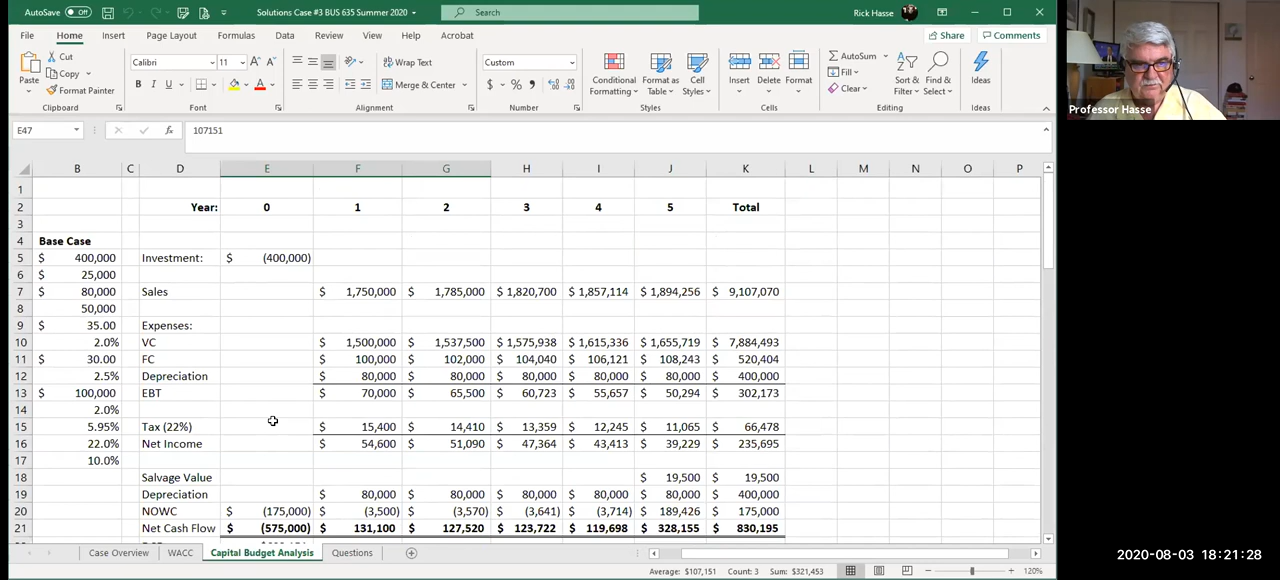 AutoSave Off Solutions Case #3 BUS 635 Summer 2020 Search Rick Hasse
File Home Insert Page Layout Formulas Data Review View Help Acrobat Share Comments
Cut
Copy
Format Painter
Paste
Clipboard
Calibri 11
B I U
Font
Wrap Text
Merge & Center
Alignment
Custom
$ % ,
Number
Conditional Formatting
Format as Table
Cell Styles
Styles
Insert Delete Format
Cells
AutoSum
Fill
Clear
Sort & Filter
Find & Select
Editing
Ideas
Ideas
Professor Hasse
E47 fx 107151
B C D E F G H I J K L M N O P
1
2 Year: 0 1 2 3 4 5 Total
3
4 Base Case
5 $ 400,000 Investment: $ (400,000)
6 $ 25,000
7 $ 80,000 Sales $ 1,750,000 $ 1,785,000 $ 1,820,700 $ 1,857,114 $ 1,894,256 $ 9,107,070
8 50,000
9 $ 35.00 Expenses:
10 2.0% VC $ 1,500,000 $ 1,537,500 $ 1,575,938 $ 1,615,336 $ 1,655,719 $ 7,884,493
11 $ 30.00 FC $ 100,000 $ 102,000 $ 104,040 $ 106,121 $ 108,243 $ 520,404
12 2.5% Depreciation $ 80,000 $ 80,000 $ 80,000 $ 80,000 $ 80,000 $ 400,000
13 $ 100,000 EBT $ 70,000 $ 65,500 $ 60,723 $ 55,657 $ 50,294 $ 302,173
14 2.0%
15 5.95% Tax (22%) $ 15,400 $ 14,410 $ 13,359 $ 12,245 $ 11,065 $ 66,478
16 22.0% Net Income $ 54,600 $ 51,090 $ 47,364 $ 43,413 $ 39,229 $ 235,695
17 10.0%
18 Salvage Value $ 19,500 $ 19,500
19 Depreciation $ 80,000 $ 80,000 $ 80,000 $ 80,000 $ 80,000 $ 400,000
20 NOWC $ (175,000) $ (3,500) $ (3,570) $ (3,641) $ (3,714) $ 189,426 $ 175,000
21 Net Cash Flow $ (575,000) $ 131,100 $ 127,520 $ 123,722 $ 119,698 $ 328,155 $ 830,195
Case Overview WACC Capital Budget Analysis Questions
Average: $107,151 Count: 3 Sum: $321,453 120%
2020-08-03 18:21:28